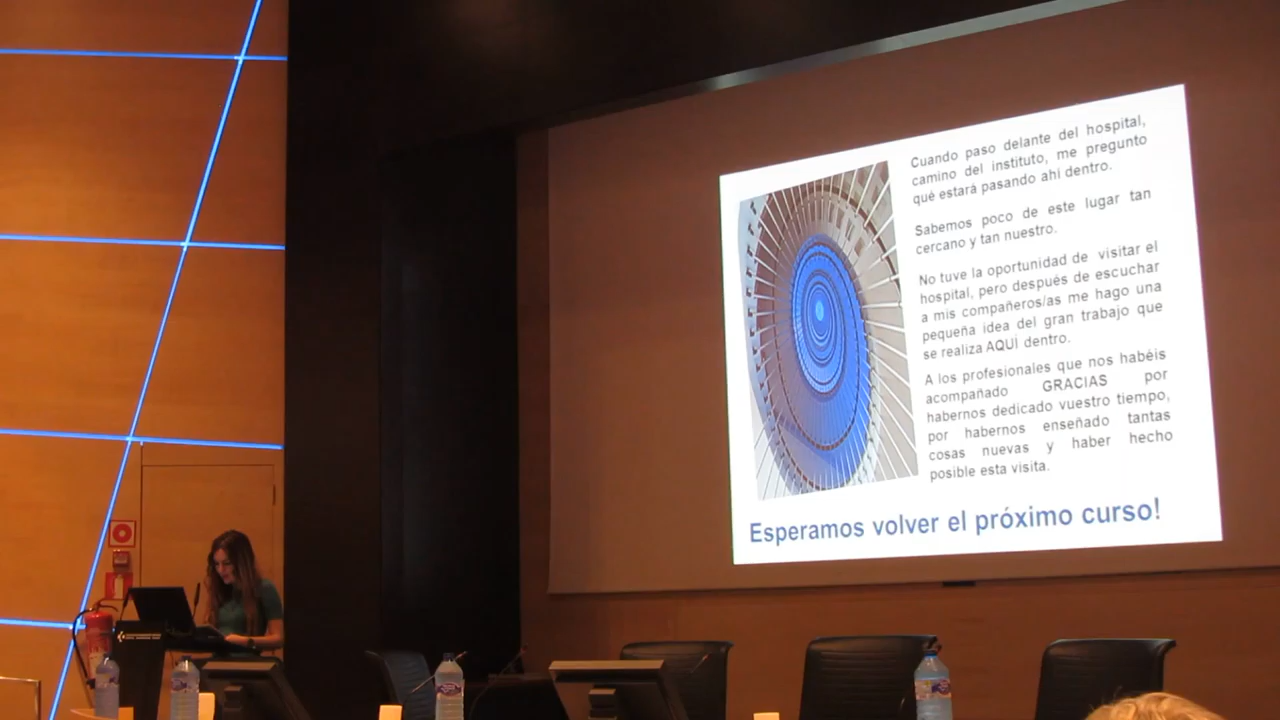 Cuando paso delante del hospital,
camino del instituto, me pregunto
qué estará pasando ahí dentro.
Sabemos poco de este lugar tan
cercano y tan nuestro.
No tuve la oportunidad de visitar el
hospital, pero después de escuchar
a mis compañeros/as me hago una
pequeña idea del gran trabajo que
se realiza AQUÍ dentro.
A los profesionales que nos habéis
acompañado GRACIAS por
habernos dedicado vuestro tiempo,
por habernos enseñado tantas
cosas nuevas y haber hecho
posible esta visita.
Esperamos volver el próximo curso!